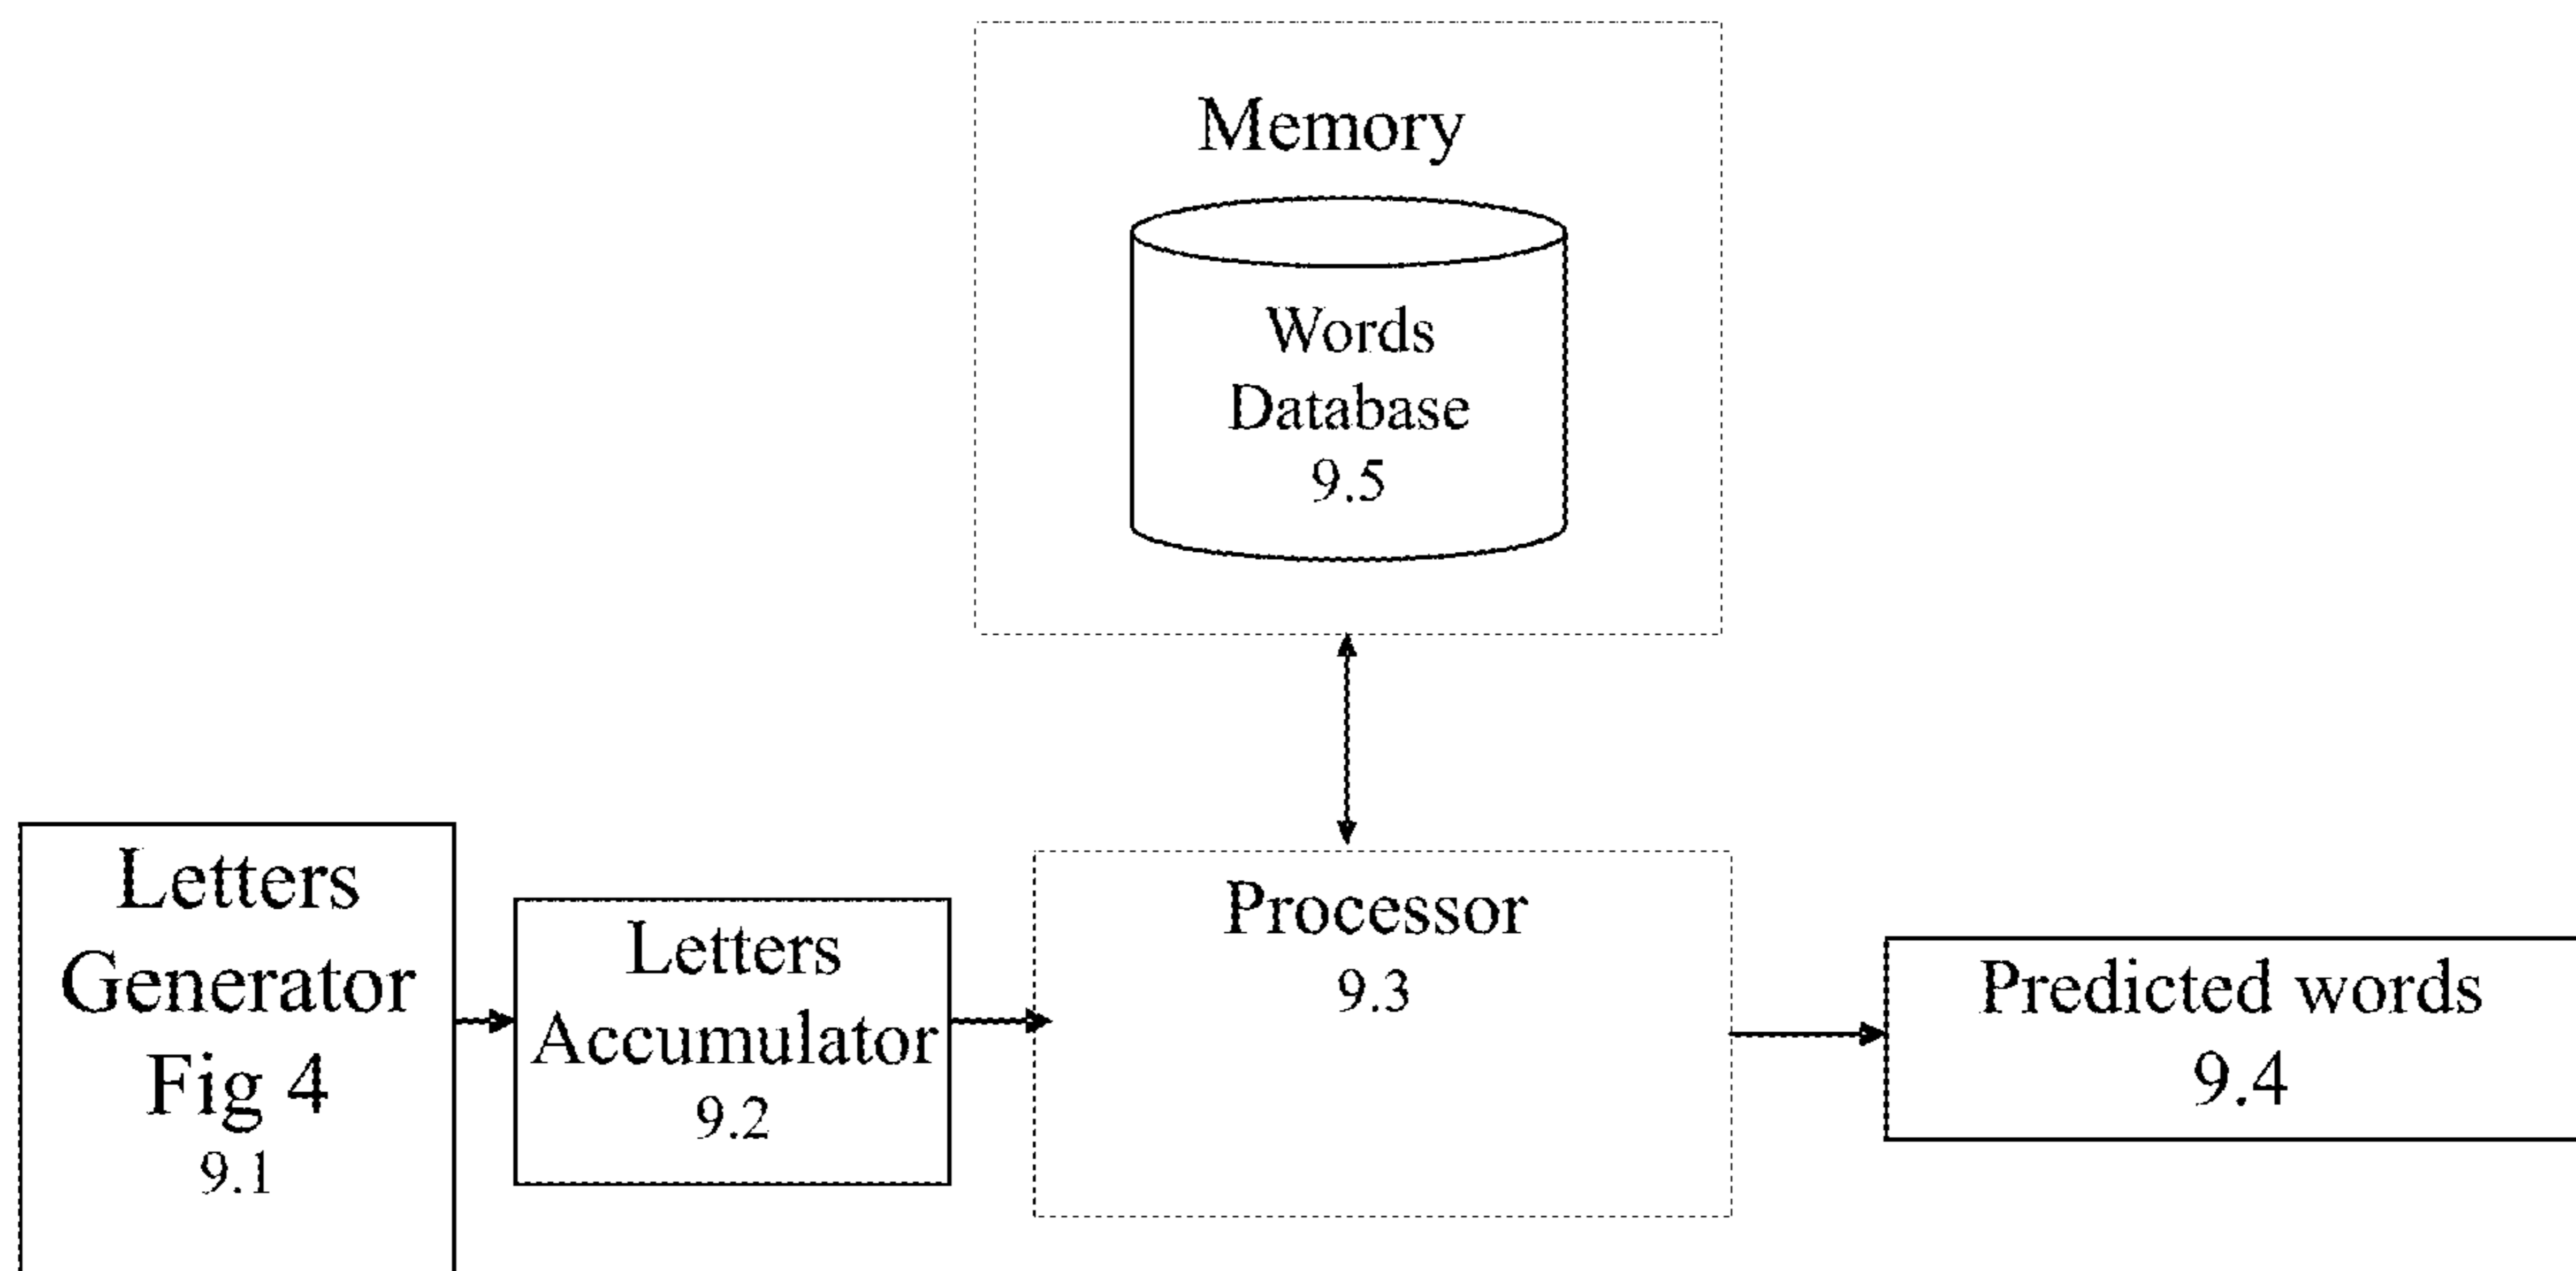 Memory
Words
Database
9.5
Letters
Generator
Fig 4
9.1
Letters
Accumulator
9.2
Processor
9.3
Predicted words
9.4